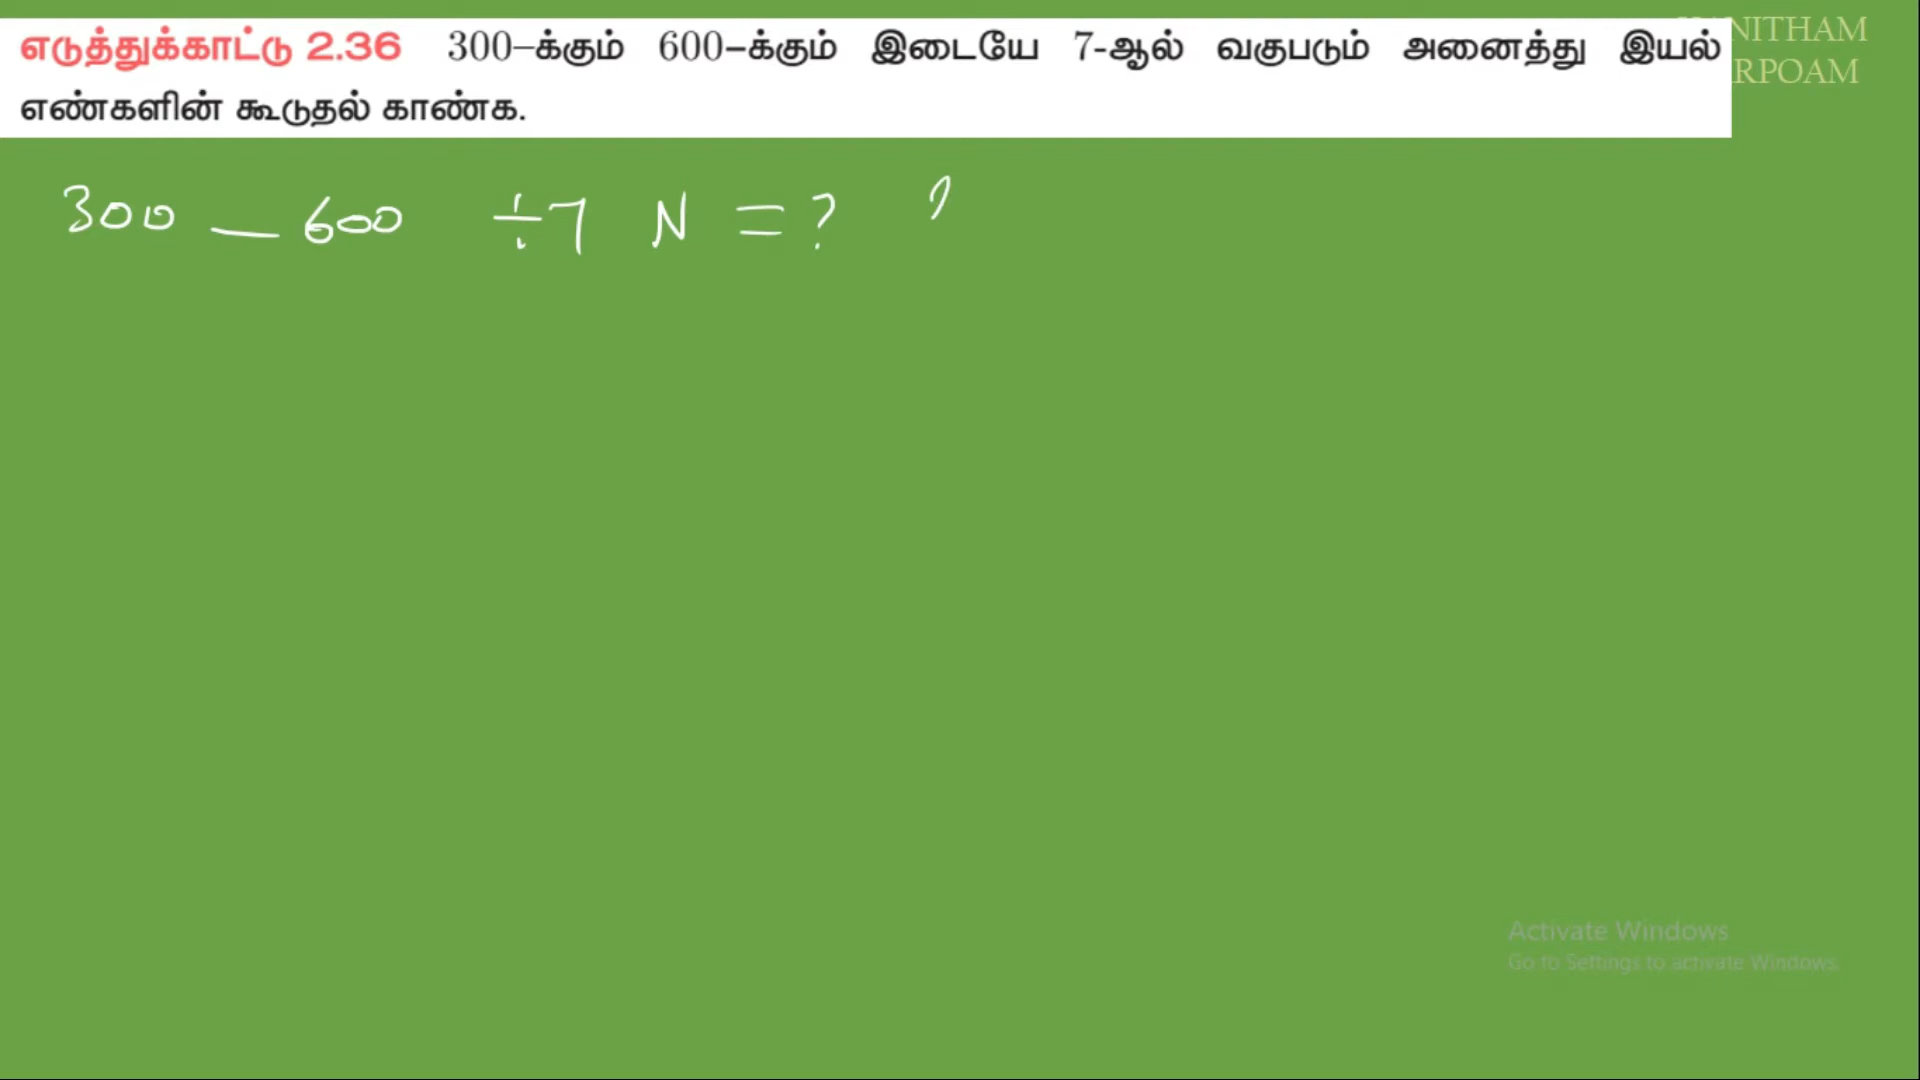 எடுத்துக்காட்டு 2.36 300–க்கும் 600–க்கும் இடையே 7-ஆல் வகுபடும் அனைத்து இயல்
எண்களின் கூடுதல் காண்க.
NITHAM
RPOAM
300 — 600 ÷7 N = ?
Activate Windows
Go to Settings to activate Windows.